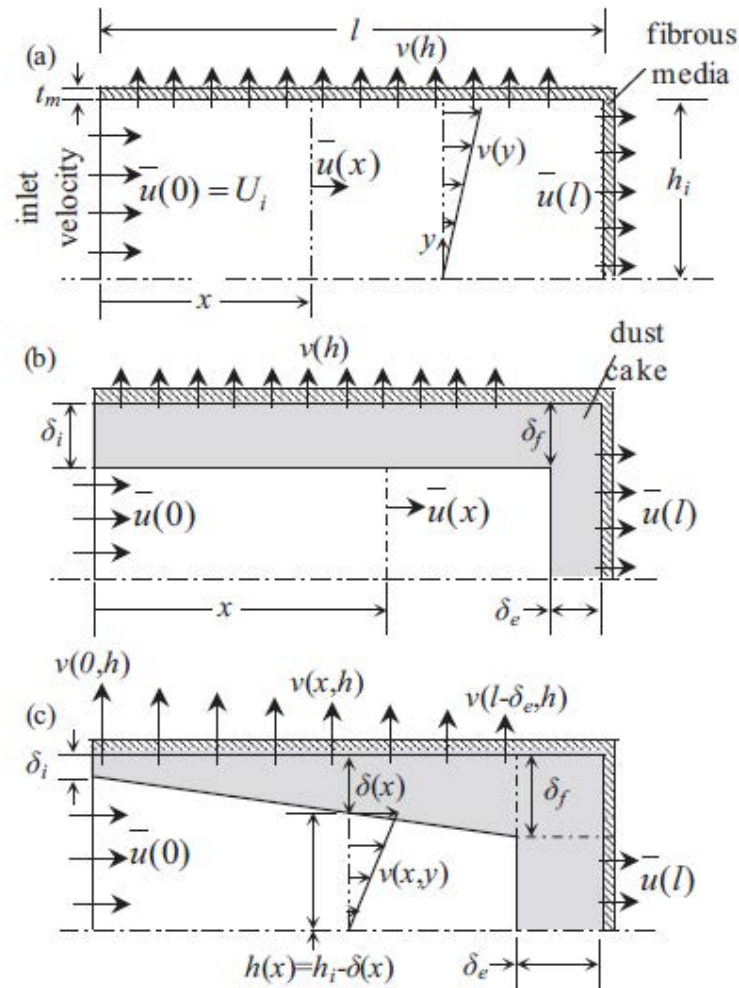 l
(a)
v(h)
fibrous
media
t_m
inlet
velocity
u̅(0) = U_i
u̅(x)
v(y)
u̅(l)
h_i
y
x
(b)
v(h)
dust
cake
δ_i
δ_f
u̅(0)
u̅(x)
u̅(l)
x
δ_e
v(0,h)
v(x,h)
v(l-δ_e,h)
(c)
δ_i
δ(x)
δ_f
u̅(0)
v(x,y)
u̅(l)
h(x)=h_i-δ(x)
δ_e